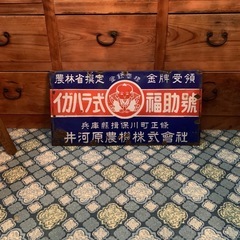 農林省指定 金牌受領
イガハラ式 福助號
兵庫縣揖保川町正條
井河原農機株式會社